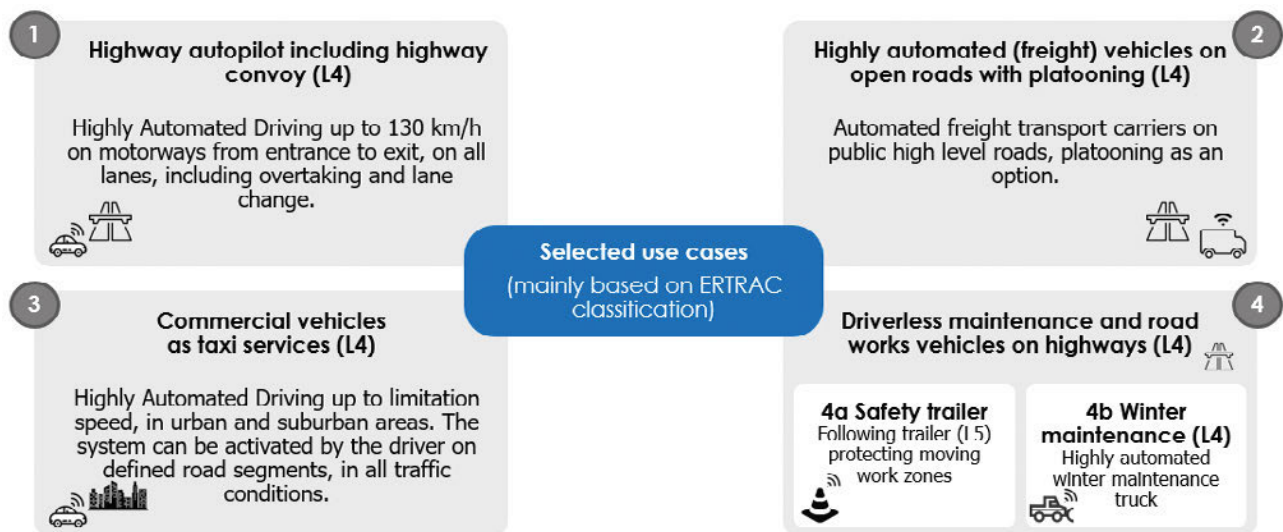 1
Highway autopilot including highway
convoy (L4)
Highly Automated Driving up to 130 km/h
on motorways from entrance to exit, on all
lanes, including overtaking and lane
change.
2
Highly automated (freight) vehicles on
open roads with platooning (L4)
Automated freight transport carriers on
public high level roads, platooning as an
option.
Selected use cases
(mainly based on ERTRAC
classitication)
3
Commercial vehicles
as taxi services (L4)
Highly Automated Driving up to limitation
speed, in urban and suburban areas. The
system can be activated by the driver on
defined road segments, in all traffic
conditions.
4
Driverless maintenance and road
works vehicles on highways (L4)
4a Safety trailer
Following trailer (L5)
protecting moving
work zones
4b Winter
maintenance (L4)
Highly automated
winter maintenance
truck